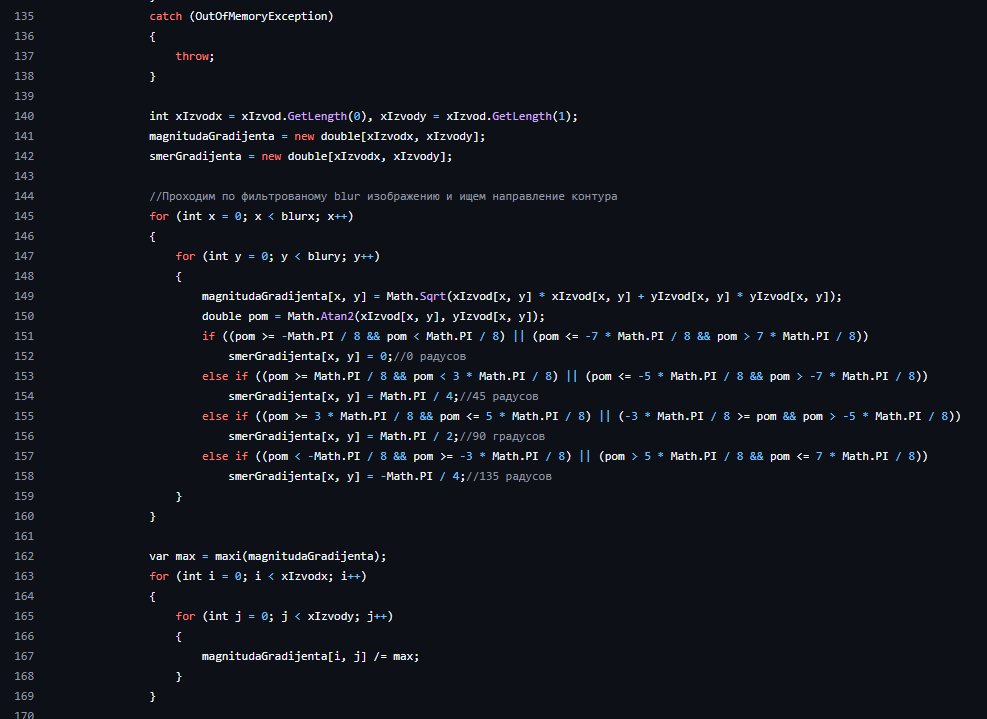 135 catch (OutOfMemoryException)
136 {
137 throw;
138 }
139
140 int xIzvodx = xIzvod.GetLength(0), xIzvody = xIzvod.GetLength(1);
141 magnitudaGradijenta = new double[xIzvodx, xIzvody];
142 smerGradijenta = new double[xIzvodx, xIzvody];
143
144 //Проходим по фильтрованому blur изображению и ищем направление контура
145 for (int x = 0; x < blurx; x++)
146 {
147 for (int y = 0; y < blury; y++)
148 {
149 magnitudaGradijenta[x, y] = Math.Sqrt(xIzvod[x, y] * xIzvod[x, y] + yIzvod[x, y] * yIzvod[x, y]);
150 double pom = Math.Atan2(xIzvod[x, y], yIzvod[x, y]);
151 if ((pom >= -Math.PI / 8 && pom < Math.PI / 8) || (pom <= -7 * Math.PI / 8 && pom > 7 * Math.PI / 8))
152 smerGradijenta[x, y] = 0;//0 радусов
153 else if ((pom >= Math.PI / 8 && pom < 3 * Math.PI / 8) || (pom <= -5 * Math.PI / 8 && pom > -7 * Math.PI / 8))
154 smerGradijenta[x, y] = Math.PI / 4;//45 радусов
155 else if ((pom >= 3 * Math.PI / 8 && pom <= 5 * Math.PI / 8) || (-3 * Math.PI / 8 >= pom && pom > -5 * Math.PI / 8))
156 smerGradijenta[x, y] = Math.PI / 2;//90 градусов
157 else if ((pom < -Math.PI / 8 && pom >= -3 * Math.PI / 8) || (pom > 5 * Math.PI / 8 && pom <= 7 * Math.PI / 8))
158 smerGradijenta[x, y] = -Math.PI / 4;//135 радусов
159 }
160 }
161
162 var max = maxi(magnitudaGradijenta);
163 for (int i = 0; i < xIzvodx; i++)
164 {
165 for (int j = 0; j < xIzvody; j++)
166 {
167 magnitudaGradijenta[i, j] /= max;
168 }
169 }
170